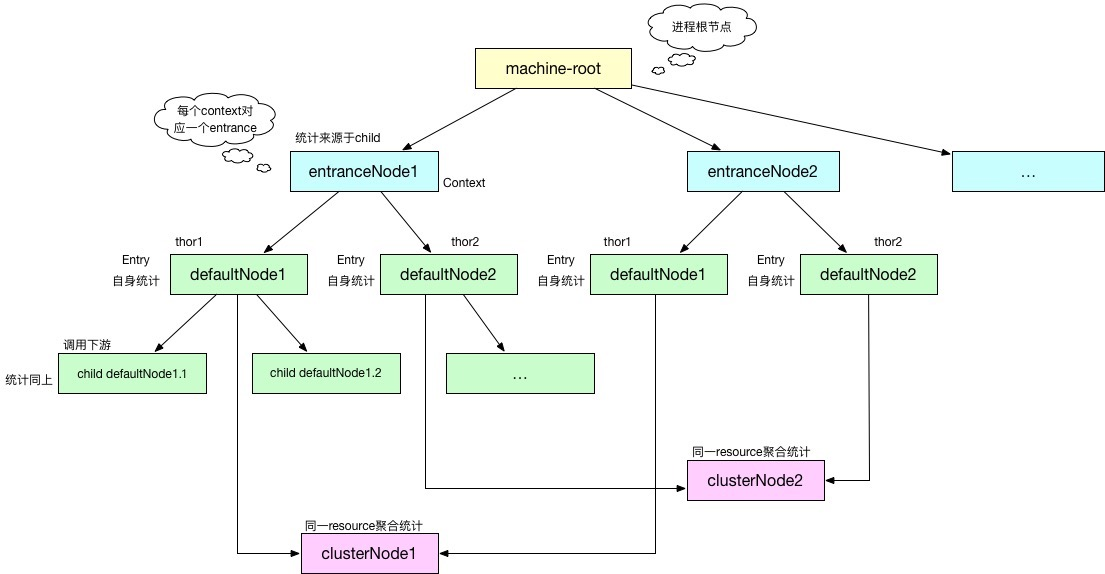 进程根节点
machine-root
每个context对
应一个entrance
统计来源于child
entranceNode1
Context
entranceNode2
...
thor1
thor2
thor1
thor2
Entry
自身统计
defaultNode1
Entry
自身统计
defaultNode2
Entry
自身统计
defaultNode1
Entry
自身统计
defaultNode2
调用下游
统计同上
child defaultNode1.1
child defaultNode1.2
...
同一resource聚合统计
clusterNode2
同一resource聚合统计
clusterNode1